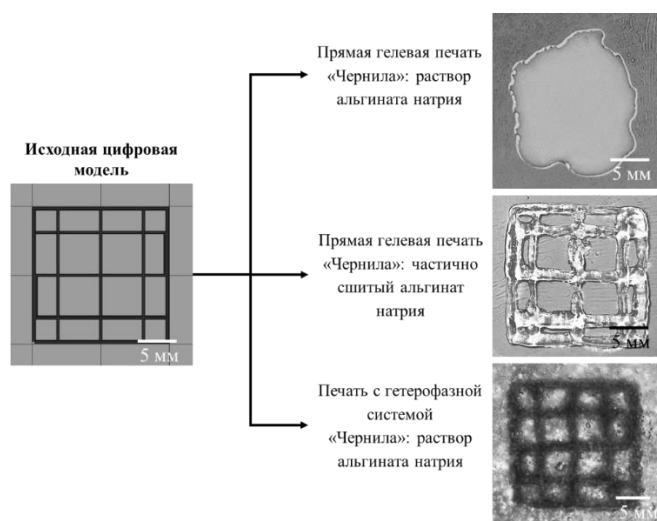 Исходная цифровая
модель
5 мм
Прямая гелевая печать
«Чернила»: раствор
альгината натрия
5 мм
Прямая гелевая печать
«Чернила»: частично
сшитый альгинат
натрия
5 мм
Печать с гетерофазной
системой
«Чернила»: раствор
альгината натрия
5 мм